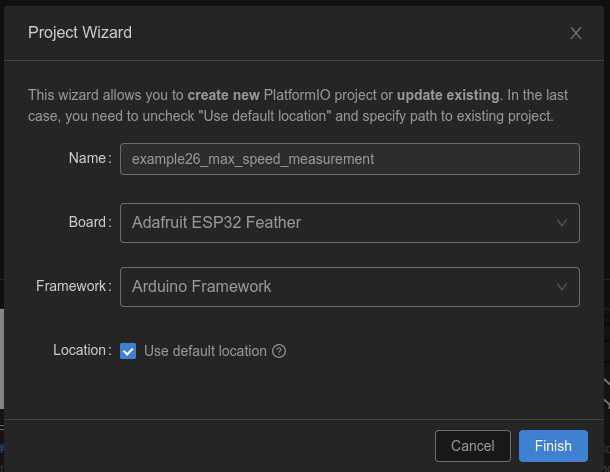 Project Wizard
This wizard allows you to create new PlatformIO project or update existing. In the last
case, you need to uncheck "Use default location" and specify path to existing project.
Name: example26_max_speed_measurement
Board: Adafruit ESP32 Feather
Framework: Arduino Framework
Location: Use default location
Cancel Finish